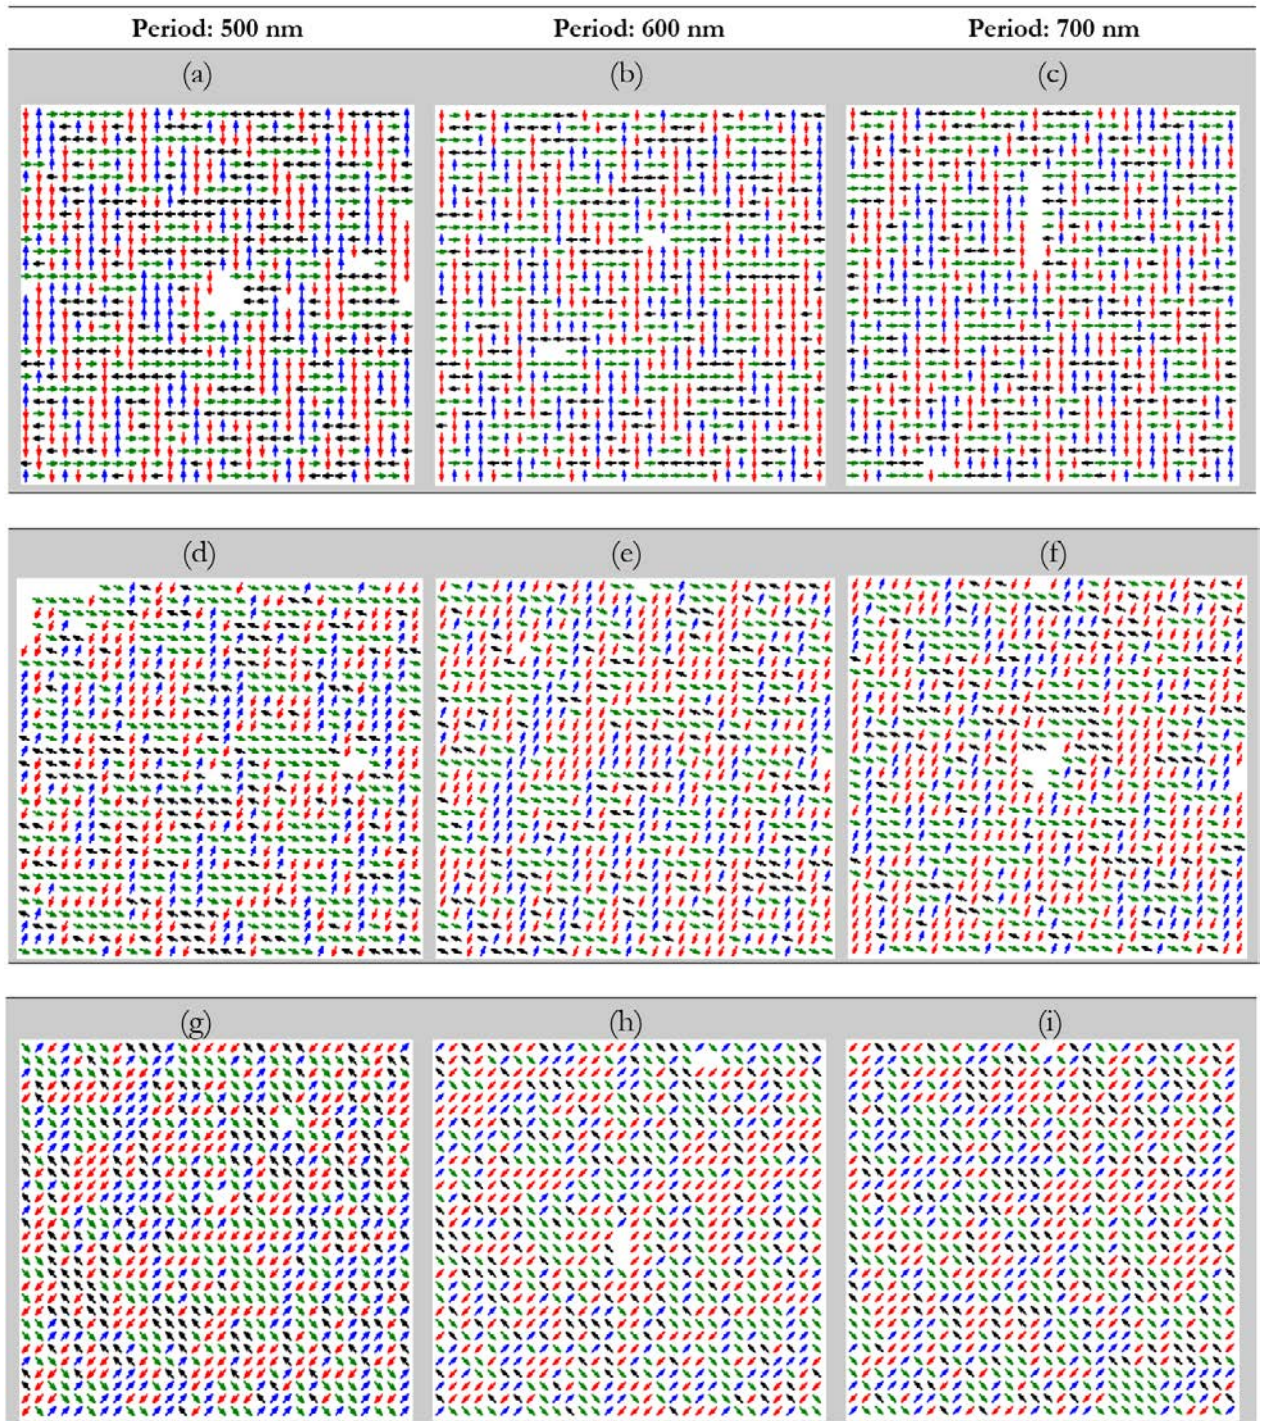 Period: 500 nm Period: 600 nm Period: 700 nm
(a) (b) (c)
(d) (e) (f)
(g) (h) (i)